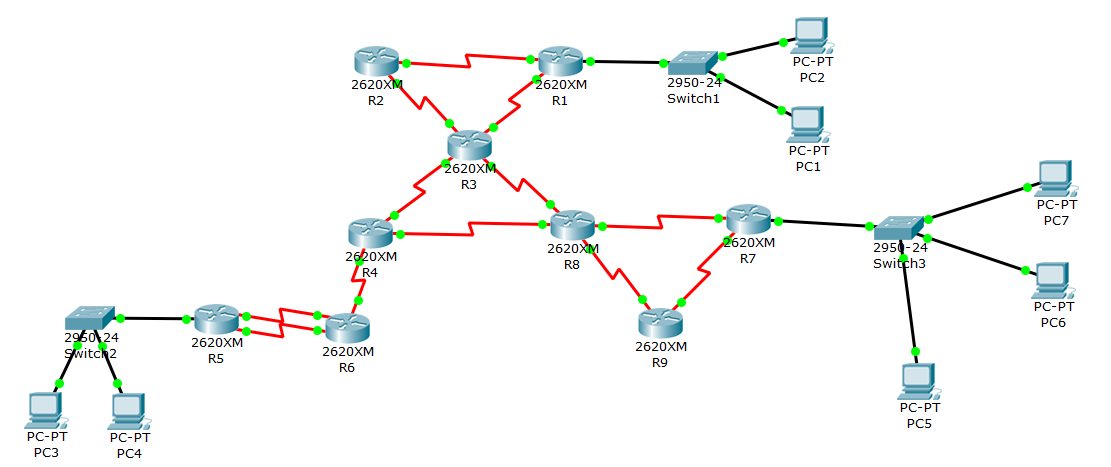 PC-PT
PC2
2620XM
R2
2620XM
R1
2950-24
Switch1
PC-PT
PC1
2620XM
R3
PC-PT
PC7
2620XM
R4
2620XM
R8
2620XM
R7
2950-24
Switch3
PC-PT
PC6
2950-24
Switch2
2620XM
R5
2620XM
R6
2620XM
R9
PC-PT
PC5
PC-PT
PC3
PC-PT
PC4